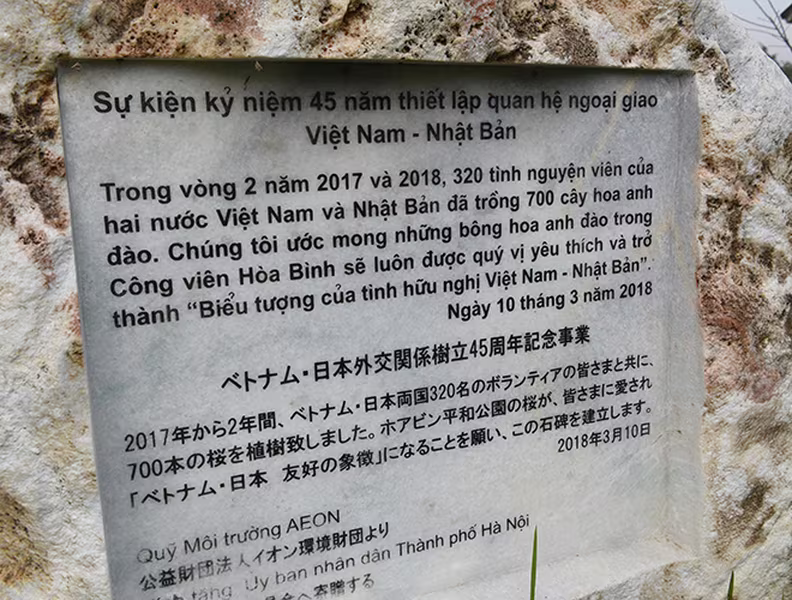 Sự kiện kỷ niệm 45 năm thiết lập quan hệ ngoại giao
Việt Nam - Nhật Bản
Trong vòng 2 năm 2017 và 2018, 320 tình nguyện viên của
hai nước Việt Nam và Nhật Bản đã trồng 700 cây hoa anh
đào. Chúng tôi ước mong những bông hoa anh đào trong
Công viên Hòa Bình sẽ luôn được quý vị yêu thích và trở
thành “Biểu tượng của tình hữu nghị Việt Nam - Nhật Bản”.
Ngày 10 tháng 3 năm 2018
ベトナム・日本外交関係樹立45周年記念事業
2017年から2年間、ベトナム・日本両国320名のボランティアの皆さまと共に、
700本の桜を植樹致しました。ホアビン平和公園の桜が、皆さまに愛され
「ベトナム・日本 友好の象徴」になることを願い、この石碑を建立します。
2018年3月10日
Quỹ Môi trường AEON
公益財団法人イオン環境財団より
tặng Ủy ban nhân dân Thành phố Hà Nội
員会へ寄贈する